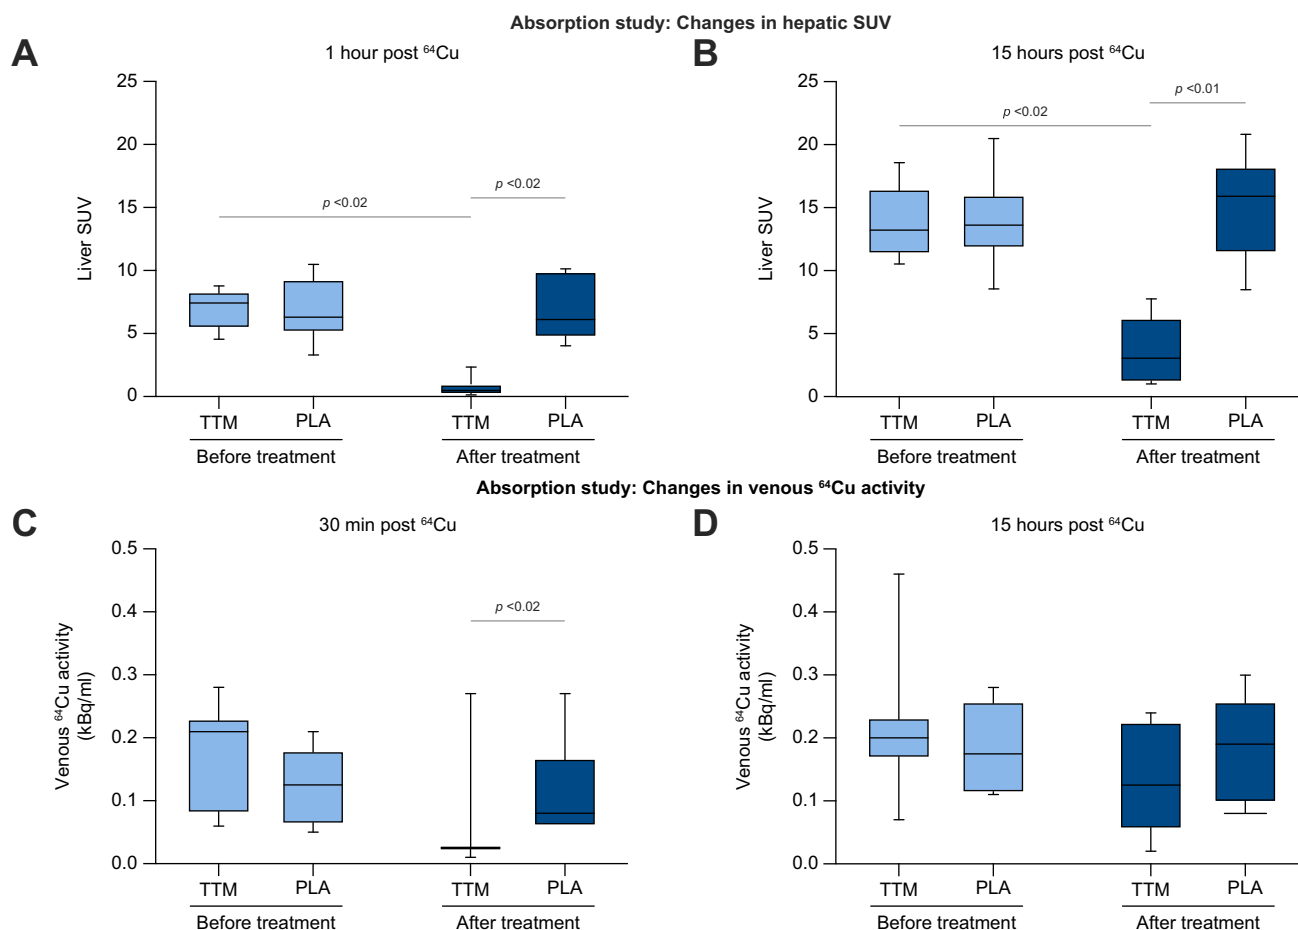 Absorption study: Changes in hepatic SUV
A
1 hour post ⁶⁴Cu
25
20
15
10
5
0
Liver SUV
p <0.02
p <0.02
TTM
PLA
TTM
PLA
Before treatment
After treatment
B
15 hours post ⁶⁴Cu
25
20
15
10
5
0
Liver SUV
p <0.01
p <0.02
TTM
PLA
TTM
PLA
Before treatment
After treatment
Absorption study: Changes in venous ⁶⁴Cu activity
C
30 min post ⁶⁴Cu
0.5
0.4
0.3
0.2
0.1
0.0
Venous ⁶⁴Cu activity
(kBq/ml)
p <0.02
TTM
PLA
TTM
PLA
Before treatment
After treatment
D
15 hours post ⁶⁴Cu
0.5
0.4
0.3
0.2
0.1
0.0
Venous ⁶⁴Cu activity
(kBq/ml)
TTM
PLA
TTM
PLA
Before treatment
After treatment